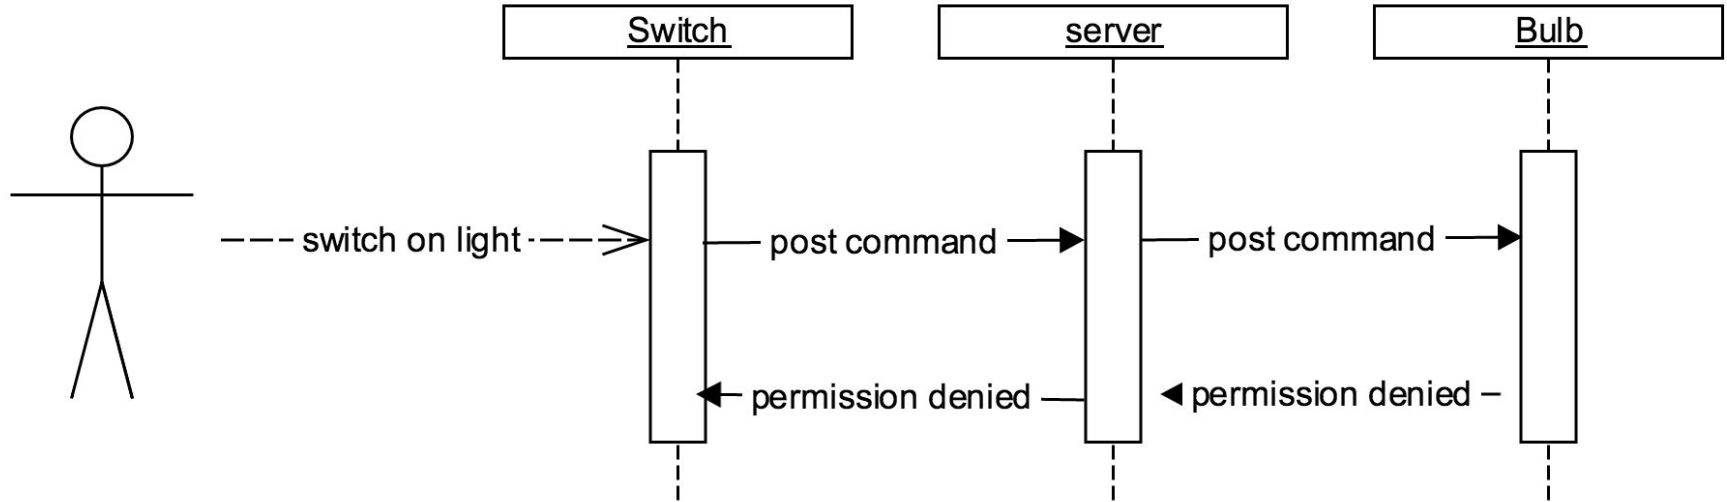 Switch
server
Bulb
switch on light
post command
post command
permission denied
permission denied